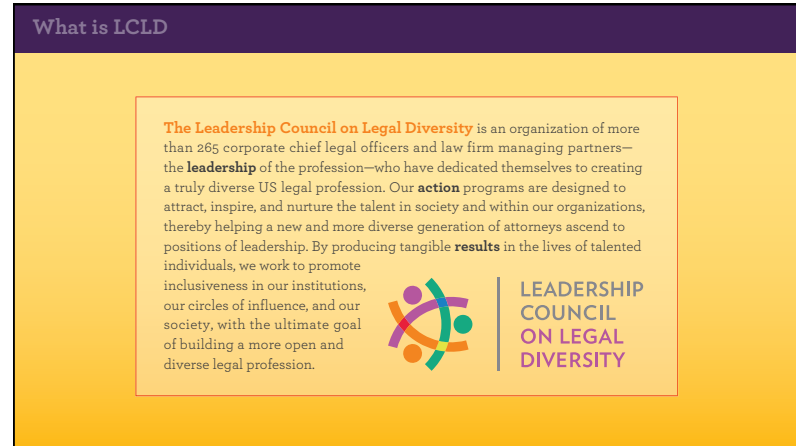 What is LCLD
The Leadership Council on Legal Diversity is an organization of more
than 265 corporate chief legal officers and law firm managing partners—
the leadership of the profession—who have dedicated themselves to creating
a truly diverse US legal profession. Our action programs are designed to
attract, inspire, and nurture the talent in society and within our organizations,
thereby helping a new and more diverse generation of attorneys ascend to
positions of leadership. By producing tangible results in the lives of talented
individuals, we work to promote
inclusiveness in our institutions,
our circles of influence, and our
society, with the ultimate goal
of building a more open and
diverse legal profession.
LEADERSHIP
COUNCIL
ON LEGAL
DIVERSITY